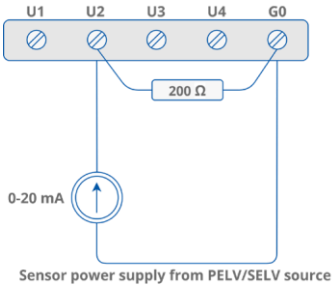 U1 U2 U3 U4 G0
200 Ω
0-20 mA
Sensor power supply from PELV/SELV source